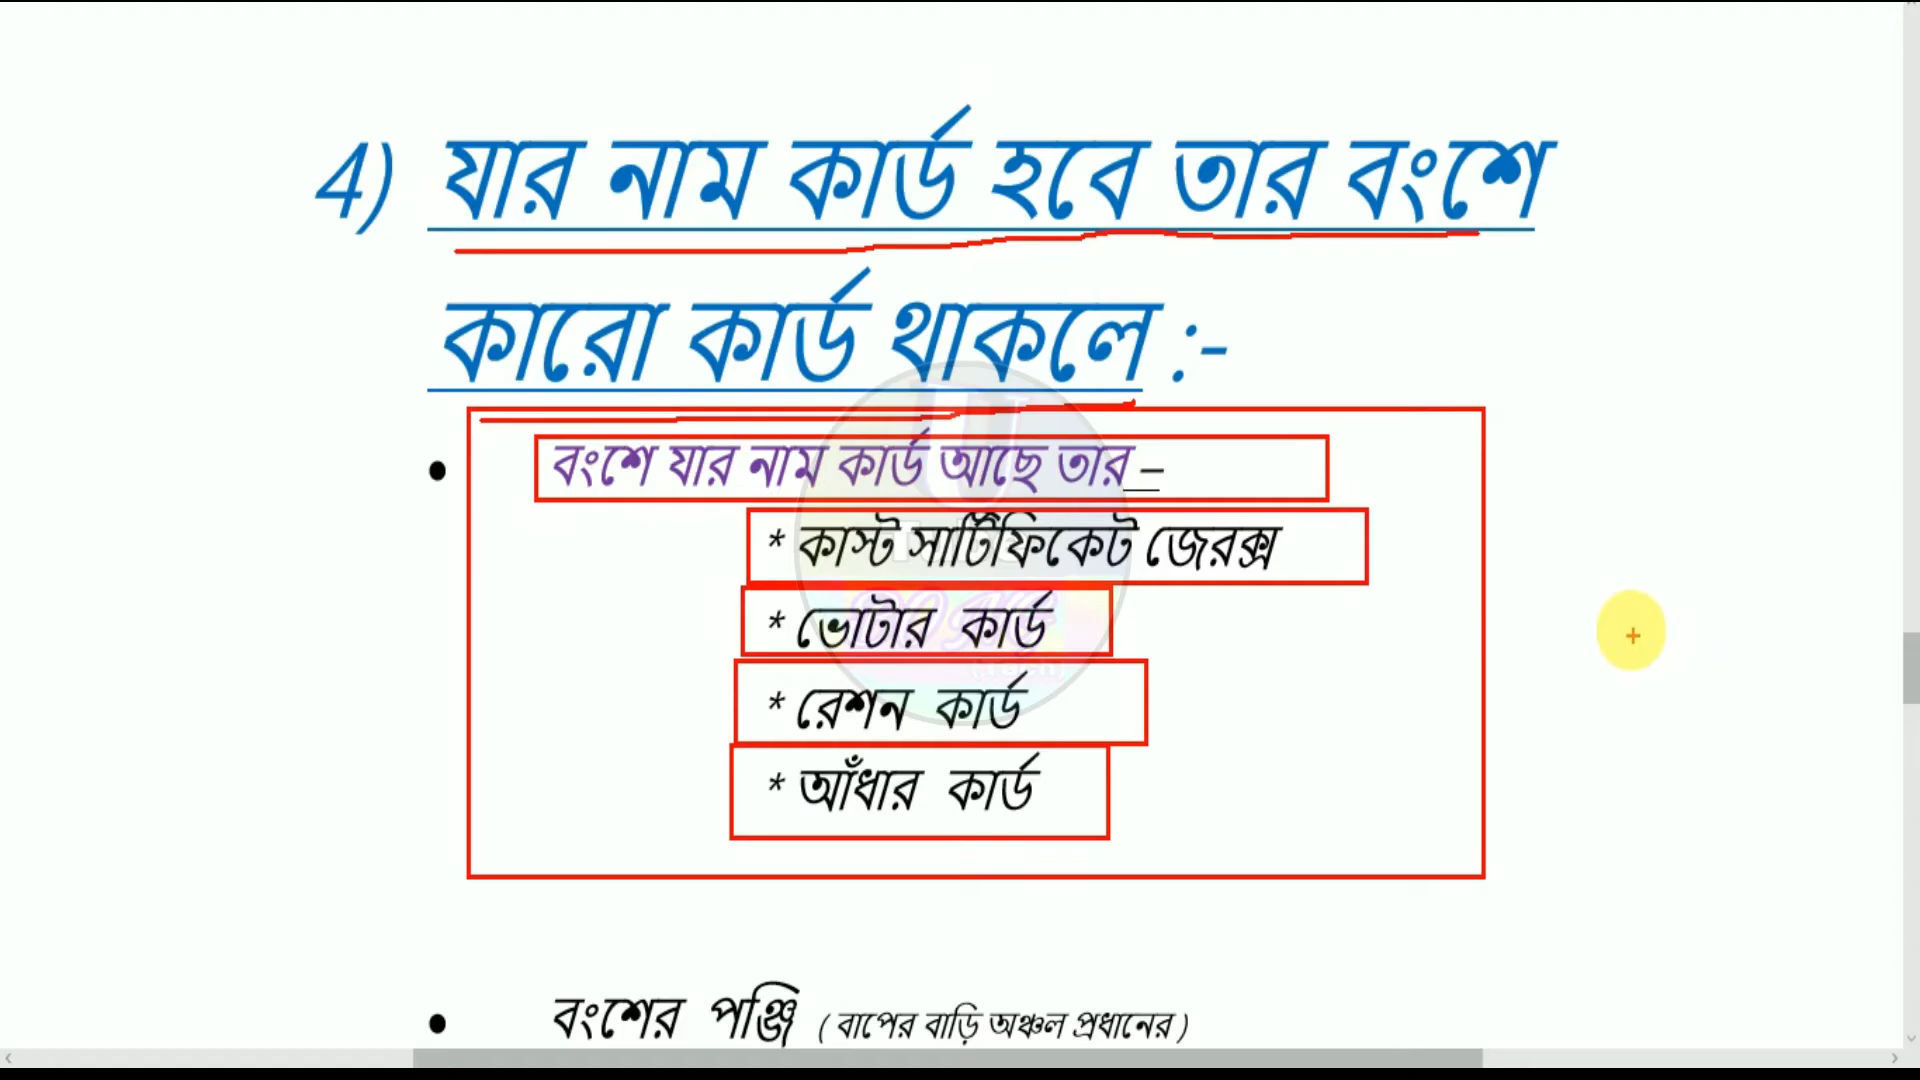 4) যার নাম কার্ড হবে তার বংশে
কারো কার্ড থাকলে :-
• বংশে যার নাম কার্ড আছে তার –
* কাস্ট সার্টিফিকেট জেরক্স
* ভোটার কার্ড
* রেশন কার্ড
* আঁধার কার্ড
• বংশের পঞ্জি ( বাপের বাড়ি অঞ্চল প্রধানের )